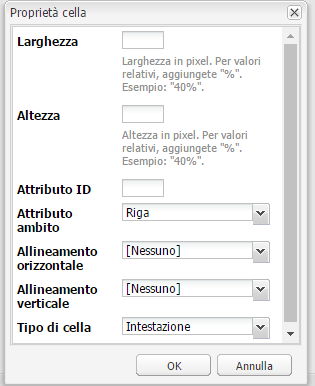 Proprietà cella
Larghezza
Larghezza in pixel. Per valori
relativi, aggiungete "%".
Esempio: "40%".
Altezza
Altezza in pixel. Per valori
relativi, aggiungete "%".
Esempio: "40%".
Attributo ID
Attributo
ambito
Riga
Allineamento
orizzontale
[Nessuno]
Allineamento
verticale
[Nessuno]
Tipo di cella
Intestazione
OK
Annulla